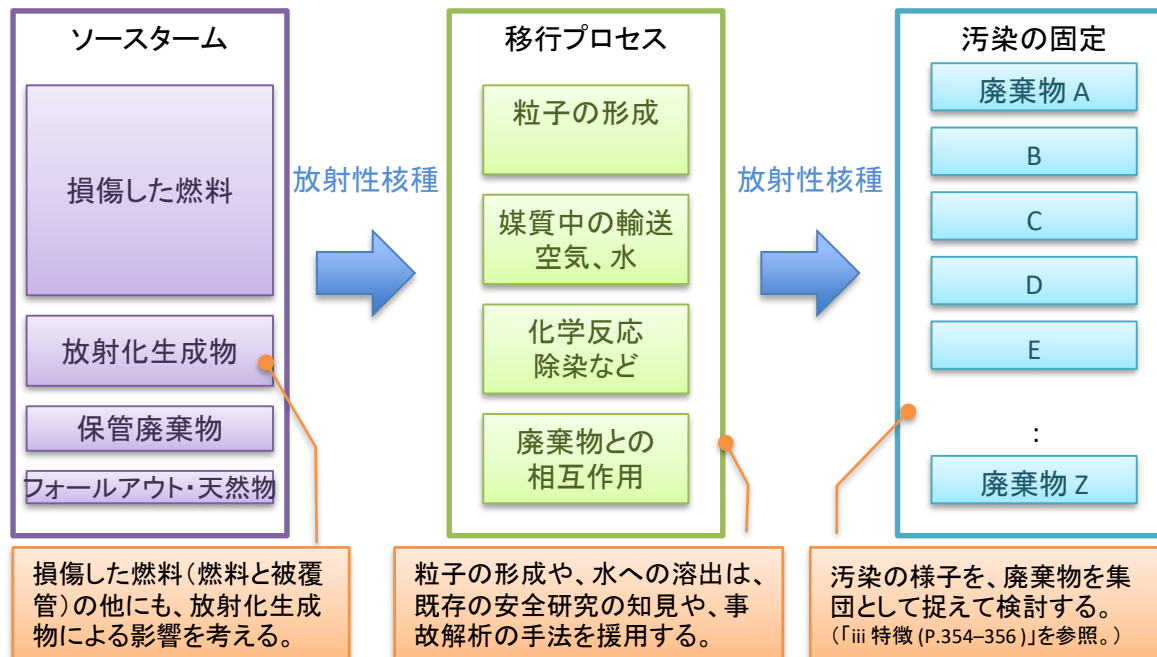 ソースターム
損傷した燃料
放射化生成物
保管廃棄物
フォールアウト・天然物
放射性核種
移行プロセス
粒子の形成
媒質中の輸送
空気、水
化学反応
除染など
廃棄物との
相互作用
放射性核種
汚染の固定
廃棄物 A
B
C
D
E
:
廃棄物 Z
損傷した燃料(燃料と被覆
管)の他にも、放射化生成
物による影響を考える。
粒子の形成や、水への溶出は、
既存の安全研究の知見や、事
故解析の手法を援用する。
汚染の様子を、廃棄物を集
団として捉えて検討する。
(「iii 特徴 (P.354–356 )」を参照。)